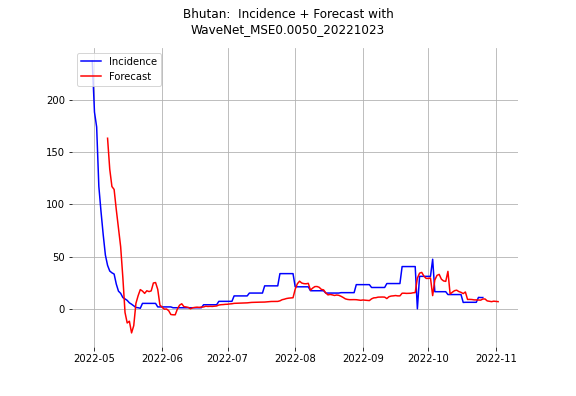 Bhutan:  Incidence + Forecast with
WaveNet_MSE0.0050_20221023
Incidence
Forecast
200
150
100
50
0
2022-05 2022-06 2022-07 2022-08 2022-09 2022-10 2022-11